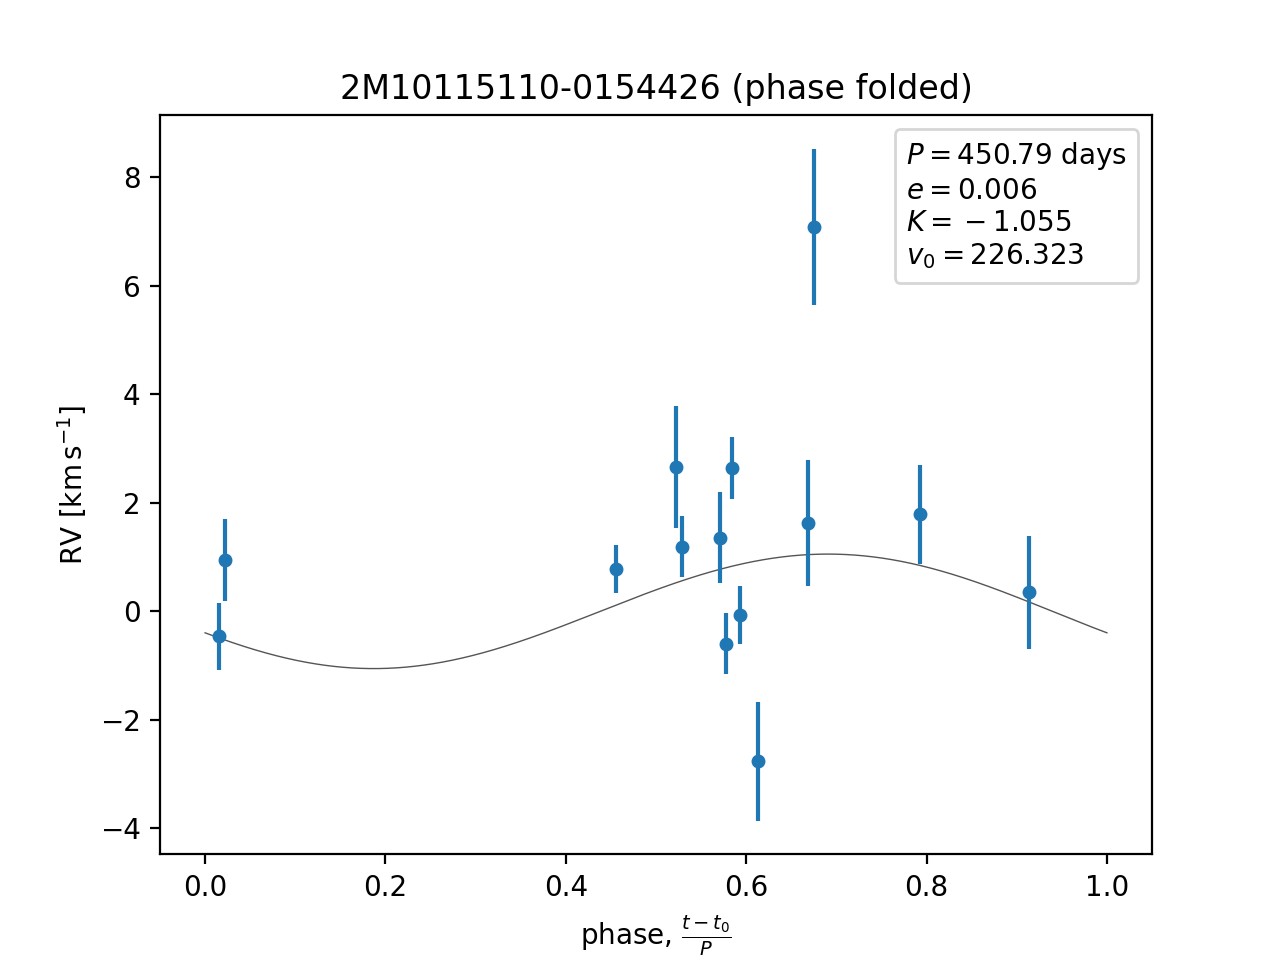 2M10115110-0154426 (phase folded)
P = 450.79 days
e = 0.006
K = −1.055
v₀ = 226.323
RV [km s⁻¹]
8
6
4
2
0
−2
−4
0.0 0.2 0.4 0.6 0.8 1.0
phase, (t − t₀)/P